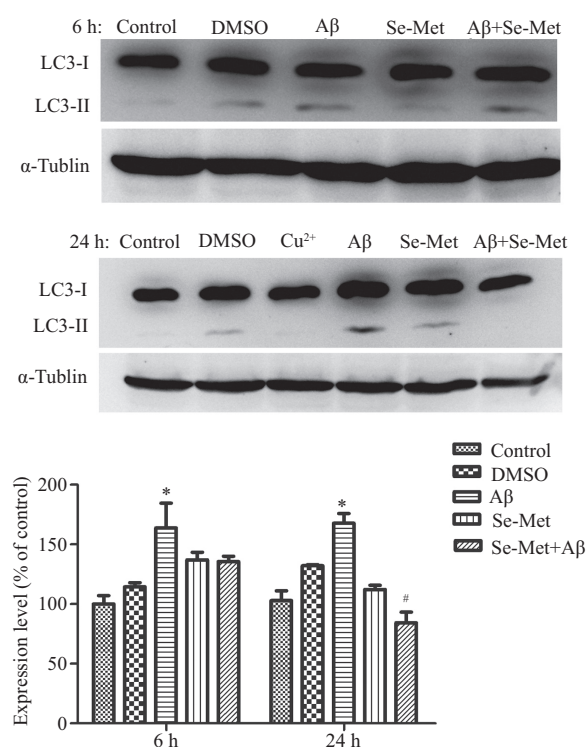 6 h: Control DMSO Aβ Se-Met Aβ+Se-Met
LC3-I
LC3-II
α-Tublin
24 h: Control DMSO Cu²⁺ Aβ Se-Met Aβ+Se-Met
LC3-I
LC3-II
α-Tublin
Control
DMSO
Aβ
Se-Met
Se-Met+Aβ
Expression level (% of control)
200
150
100
50
0
*
*
#
6 h 24 h